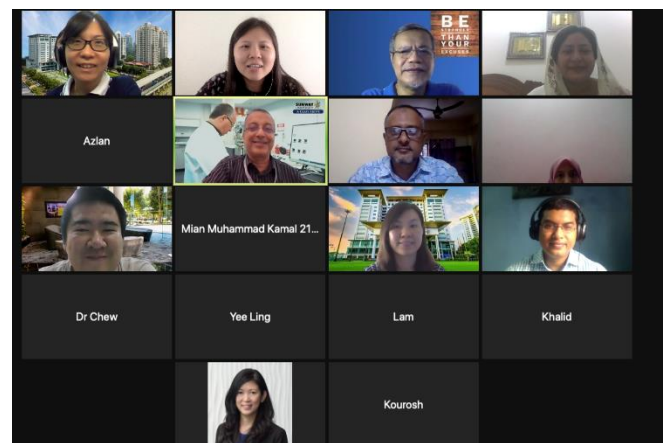 BE
THAN
YOUR
Azlan
Mian Muhammad Kamal 21...
Dr Chew
Yee Ling
Lam
Khalid
Kourosh